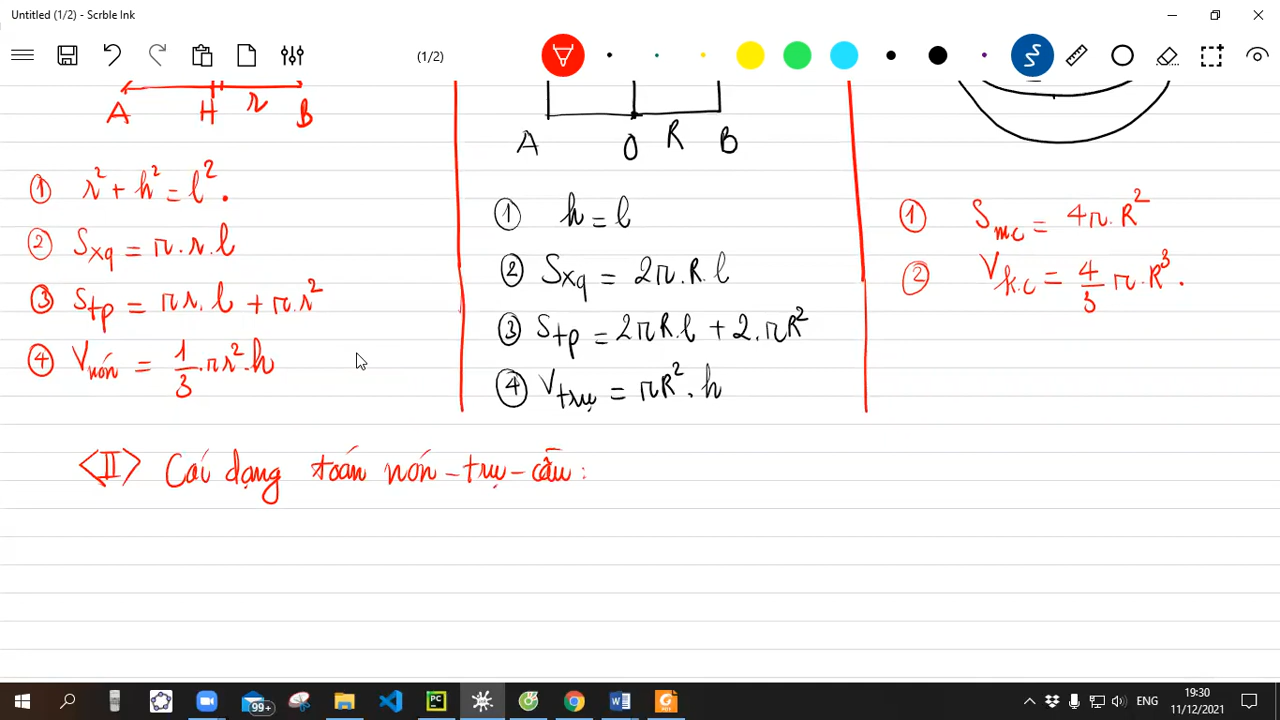 Untitled (1/2) - Scrble Ink
(1/2)
A H r B
① r² + h² = l².
② Sxq = π.r.l
③ Stp = πr.l + π.r²
④ Vnón = 1/3.πr².h
A O R B
① h = l
② Sxq = 2π.R.l
③ Stp = 2πR.l + 2.πR²
④ Vtrụ = πR².h
① Smc = 4π.R²
② Vk.c = 4/3 π.R³.
<II> Các dạng toán nón - trụ - cầu:
99+
ENG
19:30
11/12/2021